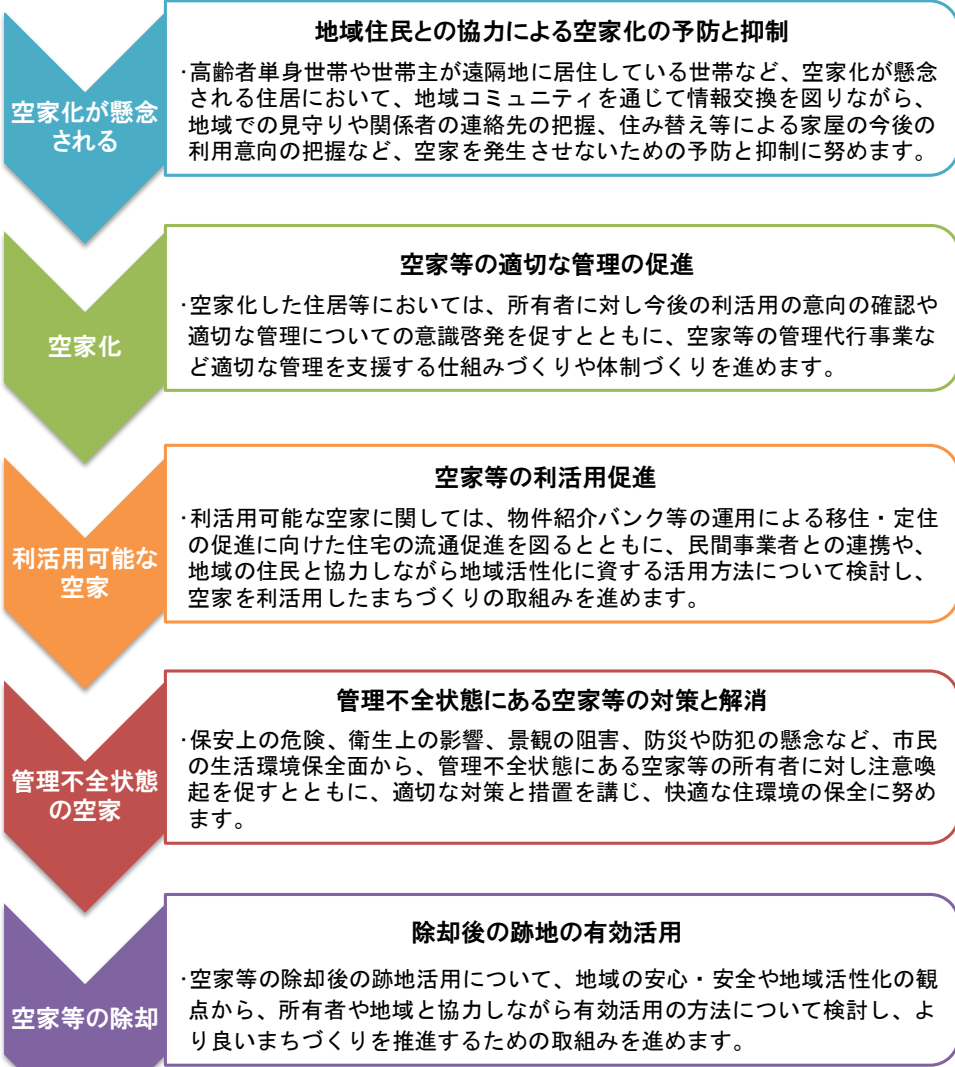 空家化が懸念
される
地域住民との協力による空家化の予防と抑制
・高齢者単身世帯や世帯主が遠隔地に居住している世帯など、空家化が懸念
される住居において、地域コミュニティを通じて情報交換を図りながら、
地域での見守りや関係者の連絡先の把握、住み替え等による家屋の今後の
利用意向の把握など、空家を発生させないための予防と抑制に努めます。
空家化
空家等の適切な管理の促進
・空家化した住居等においては、所有者に対し今後の利活用の意向の確認や
適切な管理についての意識啓発を促すとともに、空家等の管理代行事業な
ど適切な管理を支援する仕組みづくりや体制づくりを進めます。
利活用可能な
空家
空家等の利活用促進
・利活用可能な空家に関しては、物件紹介バンク等の運用による移住・定住
の促進に向けた住宅の流通促進を図るとともに、民間事業者との連携や、
地域の住民と協力しながら地域活性化に資する活用方法について検討し、
空家を利活用したまちづくりの取組みを進めます。
管理不全状態
の空家
管理不全状態にある空家等の対策と解消
・保安上の危険、衛生上の影響、景観の阻害、防災や防犯の懸念など、市民
の生活環境保全面から、管理不全状態にある空家等の所有者に対し注意喚
起を促すとともに、適切な対策と措置を講じ、快適な住環境の保全に努め
ます。
空家等の除却
除却後の跡地の有効活用
・空家等の除却後の跡地活用について、地域の安心・安全や地域活性化の観
点から、所有者や地域と協力しながら有効活用の方法について検討し、よ
り良いまちづくりを推進するための取組みを進めます。